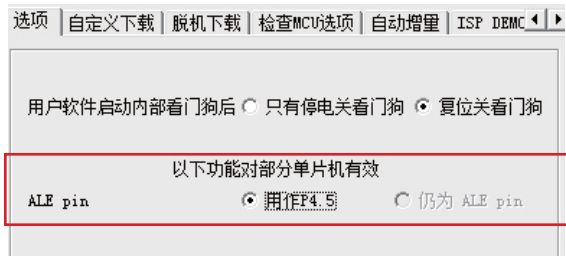 选项 自定义下载 脱机下载 检查MCU选项 自动增量 ISP DEMO
用户软件启动内部看门狗后 只有停电关看门狗 复位关看门狗
以下功能对部分单片机有效
ALE pin 用作P4.5 仍为 ALE pin